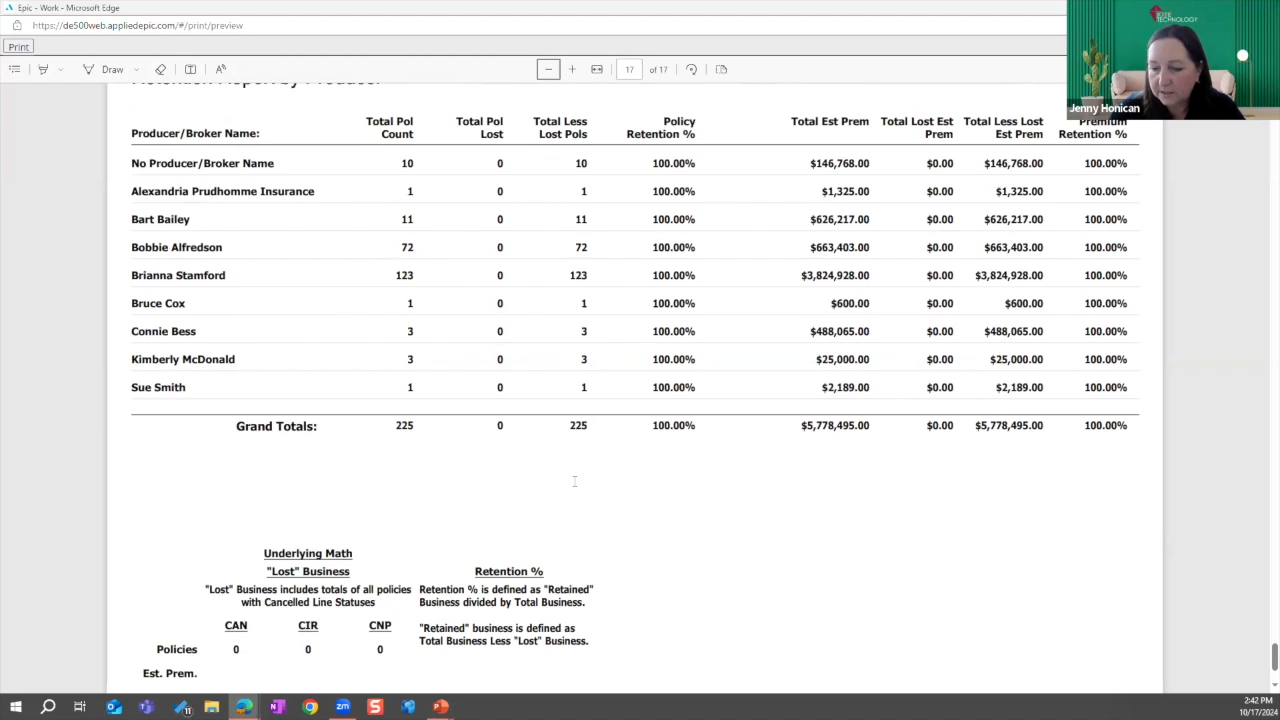 Epic - Work - Microsoft Edge
https://de500web.appliedepic.com/#/print/preview
Print
Draw
17 of 17
KITE TECHNOLOGY
Jenny Honican
Retention Report by Producer
Producer/Broker Name: Total Pol Count Total Pol Lost Total Less Lost Pols Policy Retention % Total Est Prem Total Lost Est Prem Total Less Lost Est Prem Premium Retention %
No Producer/Broker Name 10 0 10 100.00% $146,768.00 $0.00 $146,768.00 100.00%
Alexandria Prudhomme Insurance 1 0 1 100.00% $1,325.00 $0.00 $1,325.00 100.00%
Bart Bailey 11 0 11 100.00% $626,217.00 $0.00 $626,217.00 100.00%
Bobbie Alfredson 72 0 72 100.00% $663,403.00 $0.00 $663,403.00 100.00%
Brianna Stamford 123 0 123 100.00% $3,824,928.00 $0.00 $3,824,928.00 100.00%
Bruce Cox 1 0 1 100.00% $600.00 $0.00 $600.00 100.00%
Connie Bess 3 0 3 100.00% $488,065.00 $0.00 $488,065.00 100.00%
Kimberly McDonald 3 0 3 100.00% $25,000.00 $0.00 $25,000.00 100.00%
Sue Smith 1 0 1 100.00% $2,189.00 $0.00 $2,189.00 100.00%
Grand Totals: 225 0 225 100.00% $5,778,495.00 $0.00 $5,778,495.00 100.00%
Underlying Math
"Lost" Business
"Lost" Business includes totals of all policies
with Cancelled Line Statuses
CAN CIR CNP
Policies 0 0 0
Est. Prem.
Retention %
Retention % is defined as "Retained"
Business divided by Total Business.
"Retained" business is defined as
Total Business Less "Lost" Business.
2:42 PM
10/17/2024